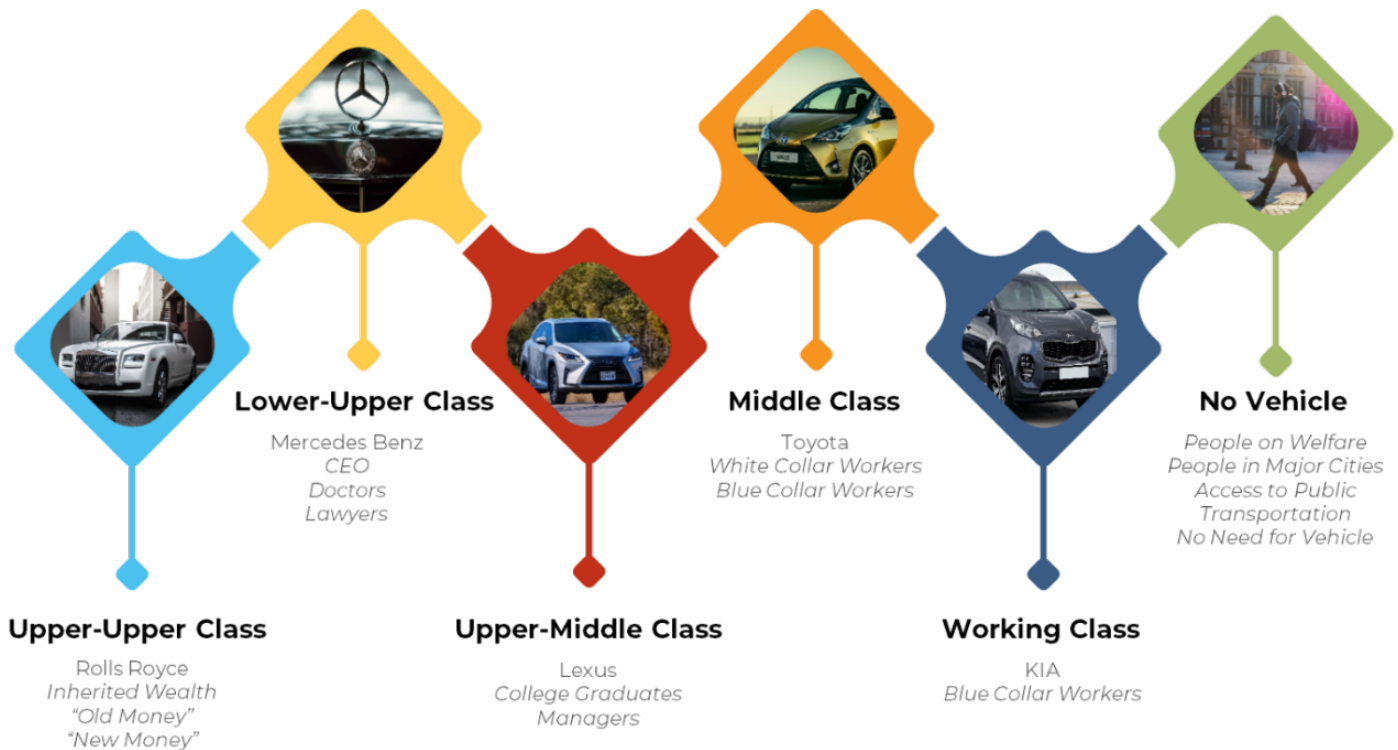 Upper-Upper Class
Rolls Royce
Inherited Wealth
“Old Money”
“New Money”
Lower-Upper Class
Mercedes Benz
CEO
Doctors
Lawyers
Upper-Middle Class
Lexus
College Graduates
Managers
Middle Class
Toyota
White Collar Workers
Blue Collar Workers
Working Class
KIA
Blue Collar Workers
No Vehicle
People on Welfare
People in Major Cities
Access to Public
Transportation
No Need for Vehicle